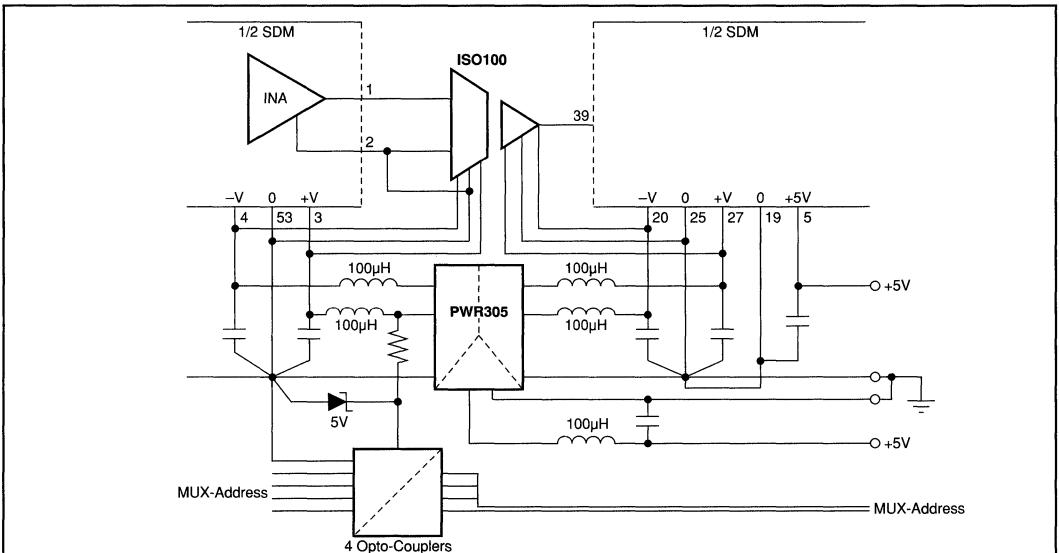 1/2 SDM
1/2 SDM
ISO100
INA
1
2
39
–V
0
+V
–V
0
+V
0
+5V
4
53
3
20
25
27
19
5
100µH
100µH
+5V
PWR305
100µH
100µH
5V
100µH
+5V
MUX-Address
MUX-Address
4 Opto-Couplers